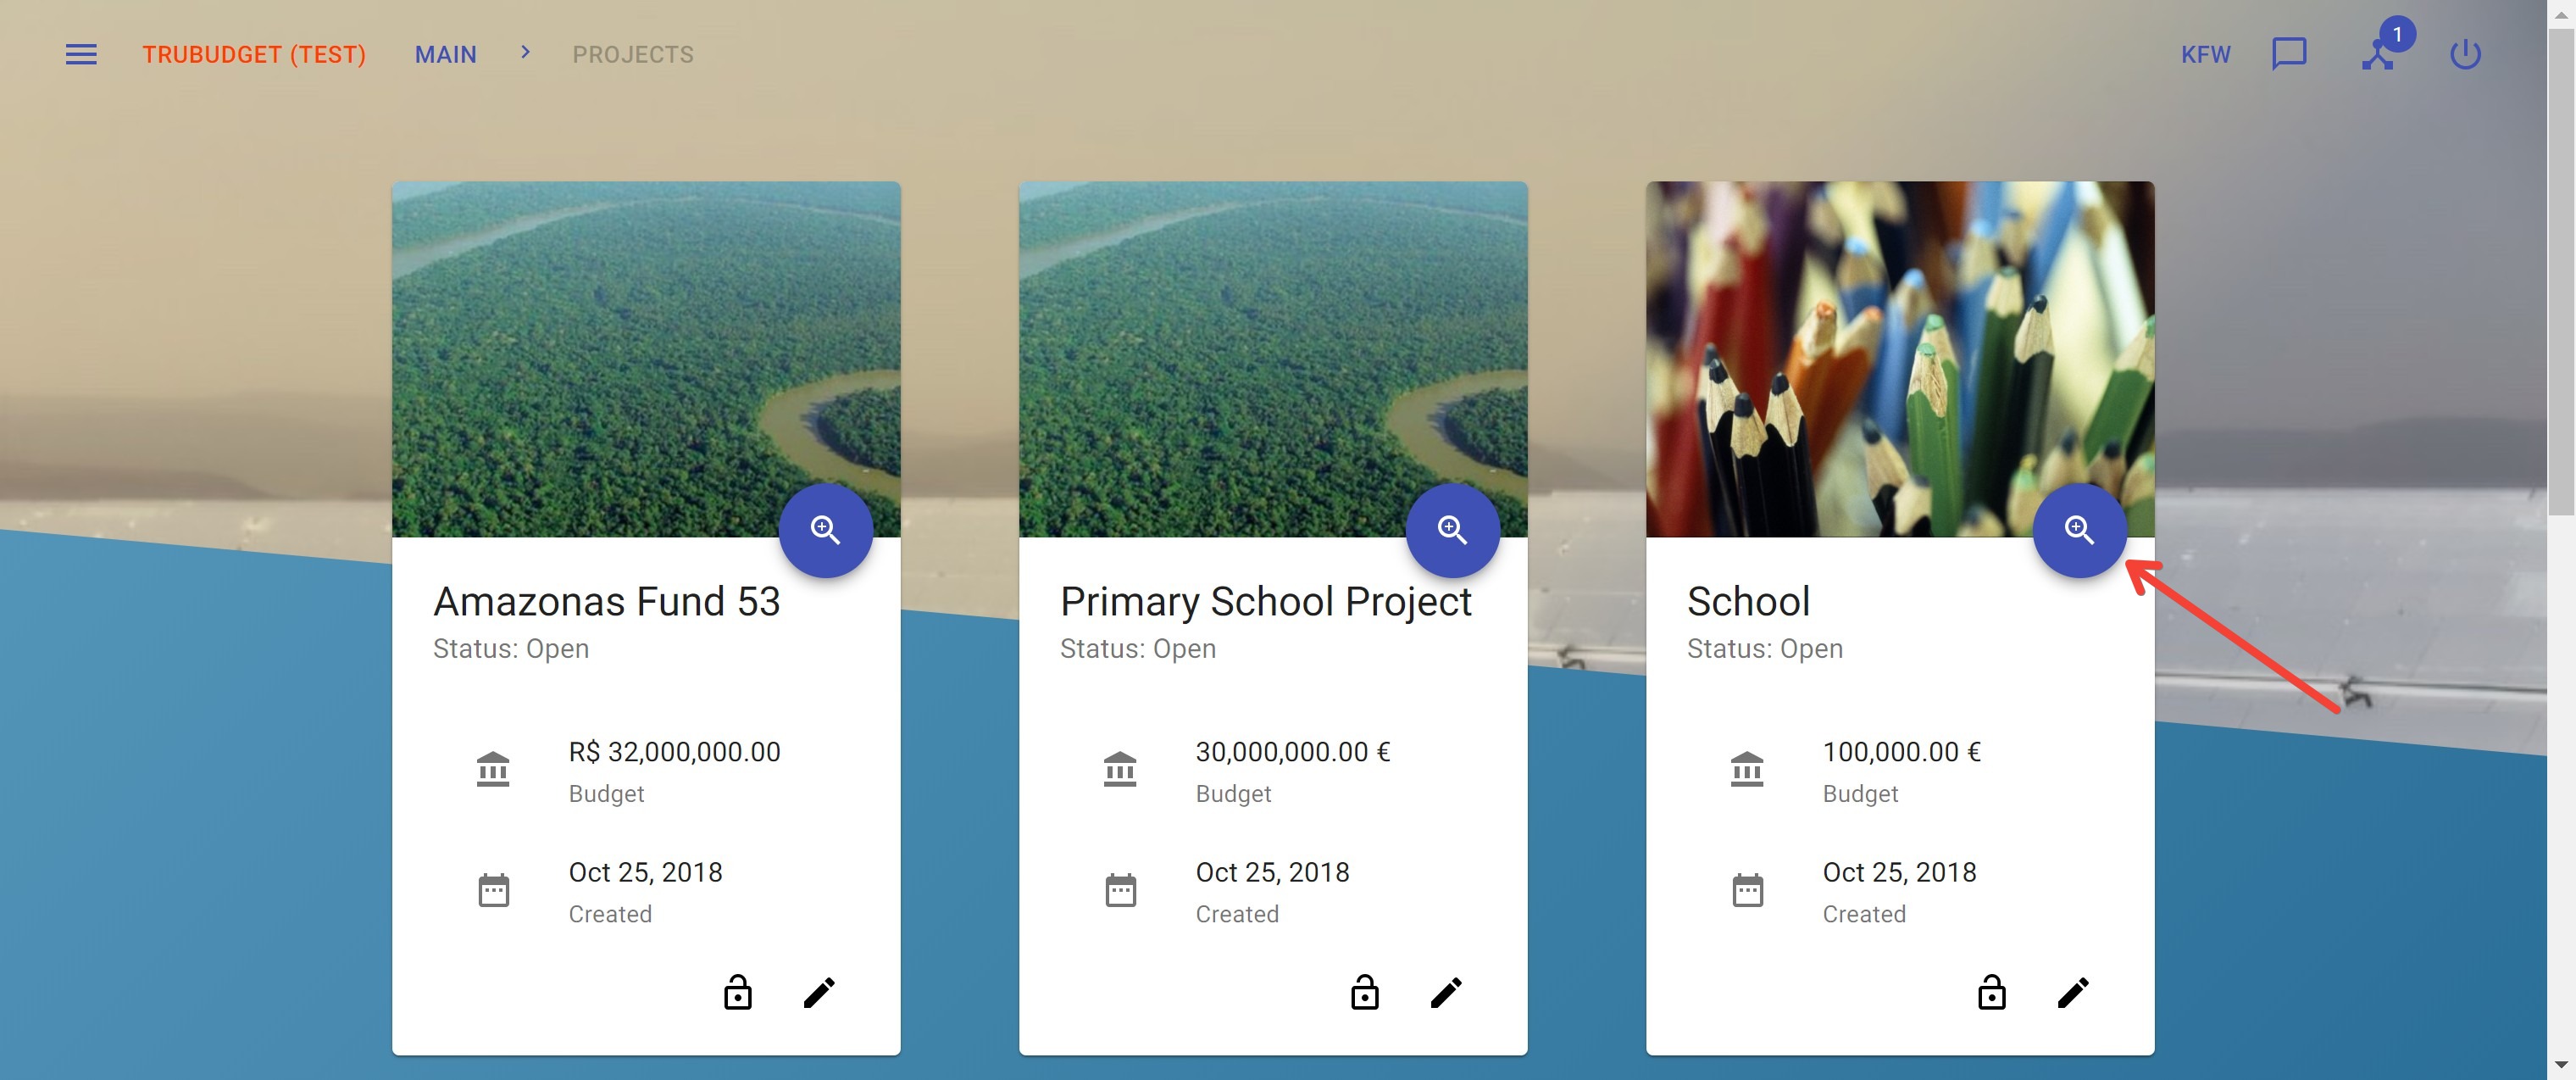 TRUBUDGET (TEST) MAIN > PROJECTS KFW 1
Amazonas Fund 53
Status: Open
R$ 32,000,000.00
Budget
Oct 25, 2018
Created
Primary School Project
Status: Open
30,000,000.00 €
Budget
Oct 25, 2018
Created
School
Status: Open
100,000.00 €
Budget
Oct 25, 2018
Created